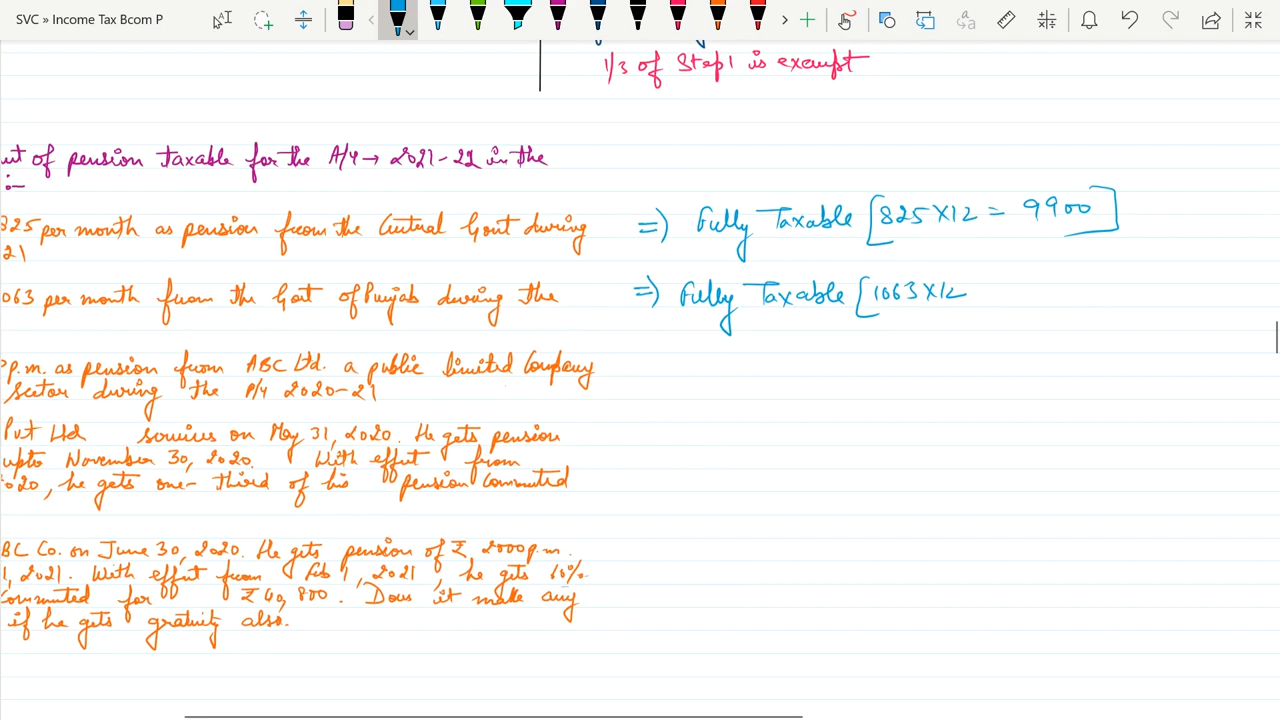 SVC » Income Tax Bcom P
1/3 of Step1 is exempt
of pension taxable for the A/Y → 2021-22 in the
:-
825 per month as pension from the Central Govt during
21
=) Fully Taxable [825×12 = 9900]
063 per month from the Govt of Punjab during the
=) Fully Taxable [1063×12
p.m. as pension from ABC Ltd. a public limited Company
sector during the P/Y 2020-21
Pvt Ltd services on May 31, 2020. He gets pension
upto November 30, 2020. With effect from
020, he gets one-third of his pension Commuted
BC Co. on June 30, 2020. He gets pension of ₹ 2000 p.m.
1, 2021. With effect from Feb 1, 2021, he gets 60%
Commuted for ₹ 40,800. Does it make any
if he gets gratuity also.